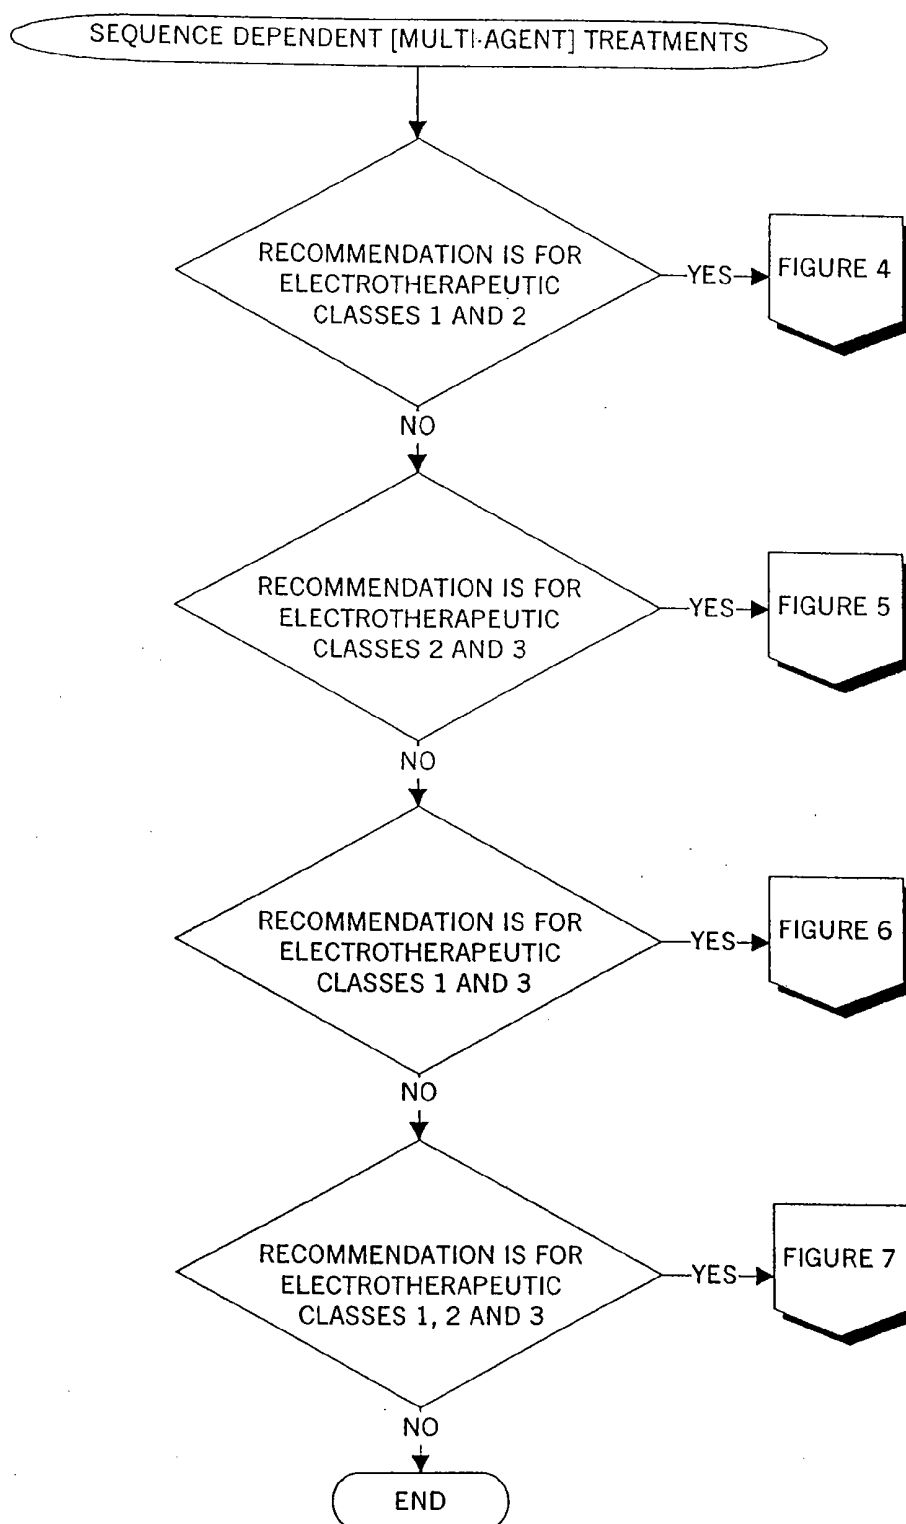 SEQUENCE DEPENDENT [MULTI-AGENT] TREATMENTS
RECOMMENDATION IS FOR
ELECTROTHERAPEUTIC
CLASSES 1 AND 2
YES
FIGURE 4
NO
RECOMMENDATION IS FOR
ELECTROTHERAPEUTIC
CLASSES 2 AND 3
YES
FIGURE 5
NO
RECOMMENDATION IS FOR
ELECTROTHERAPEUTIC
CLASSES 1 AND 3
YES
FIGURE 6
NO
RECOMMENDATION IS FOR
ELECTROTHERAPEUTIC
CLASSES 1, 2 AND 3
YES
FIGURE 7
NO
END